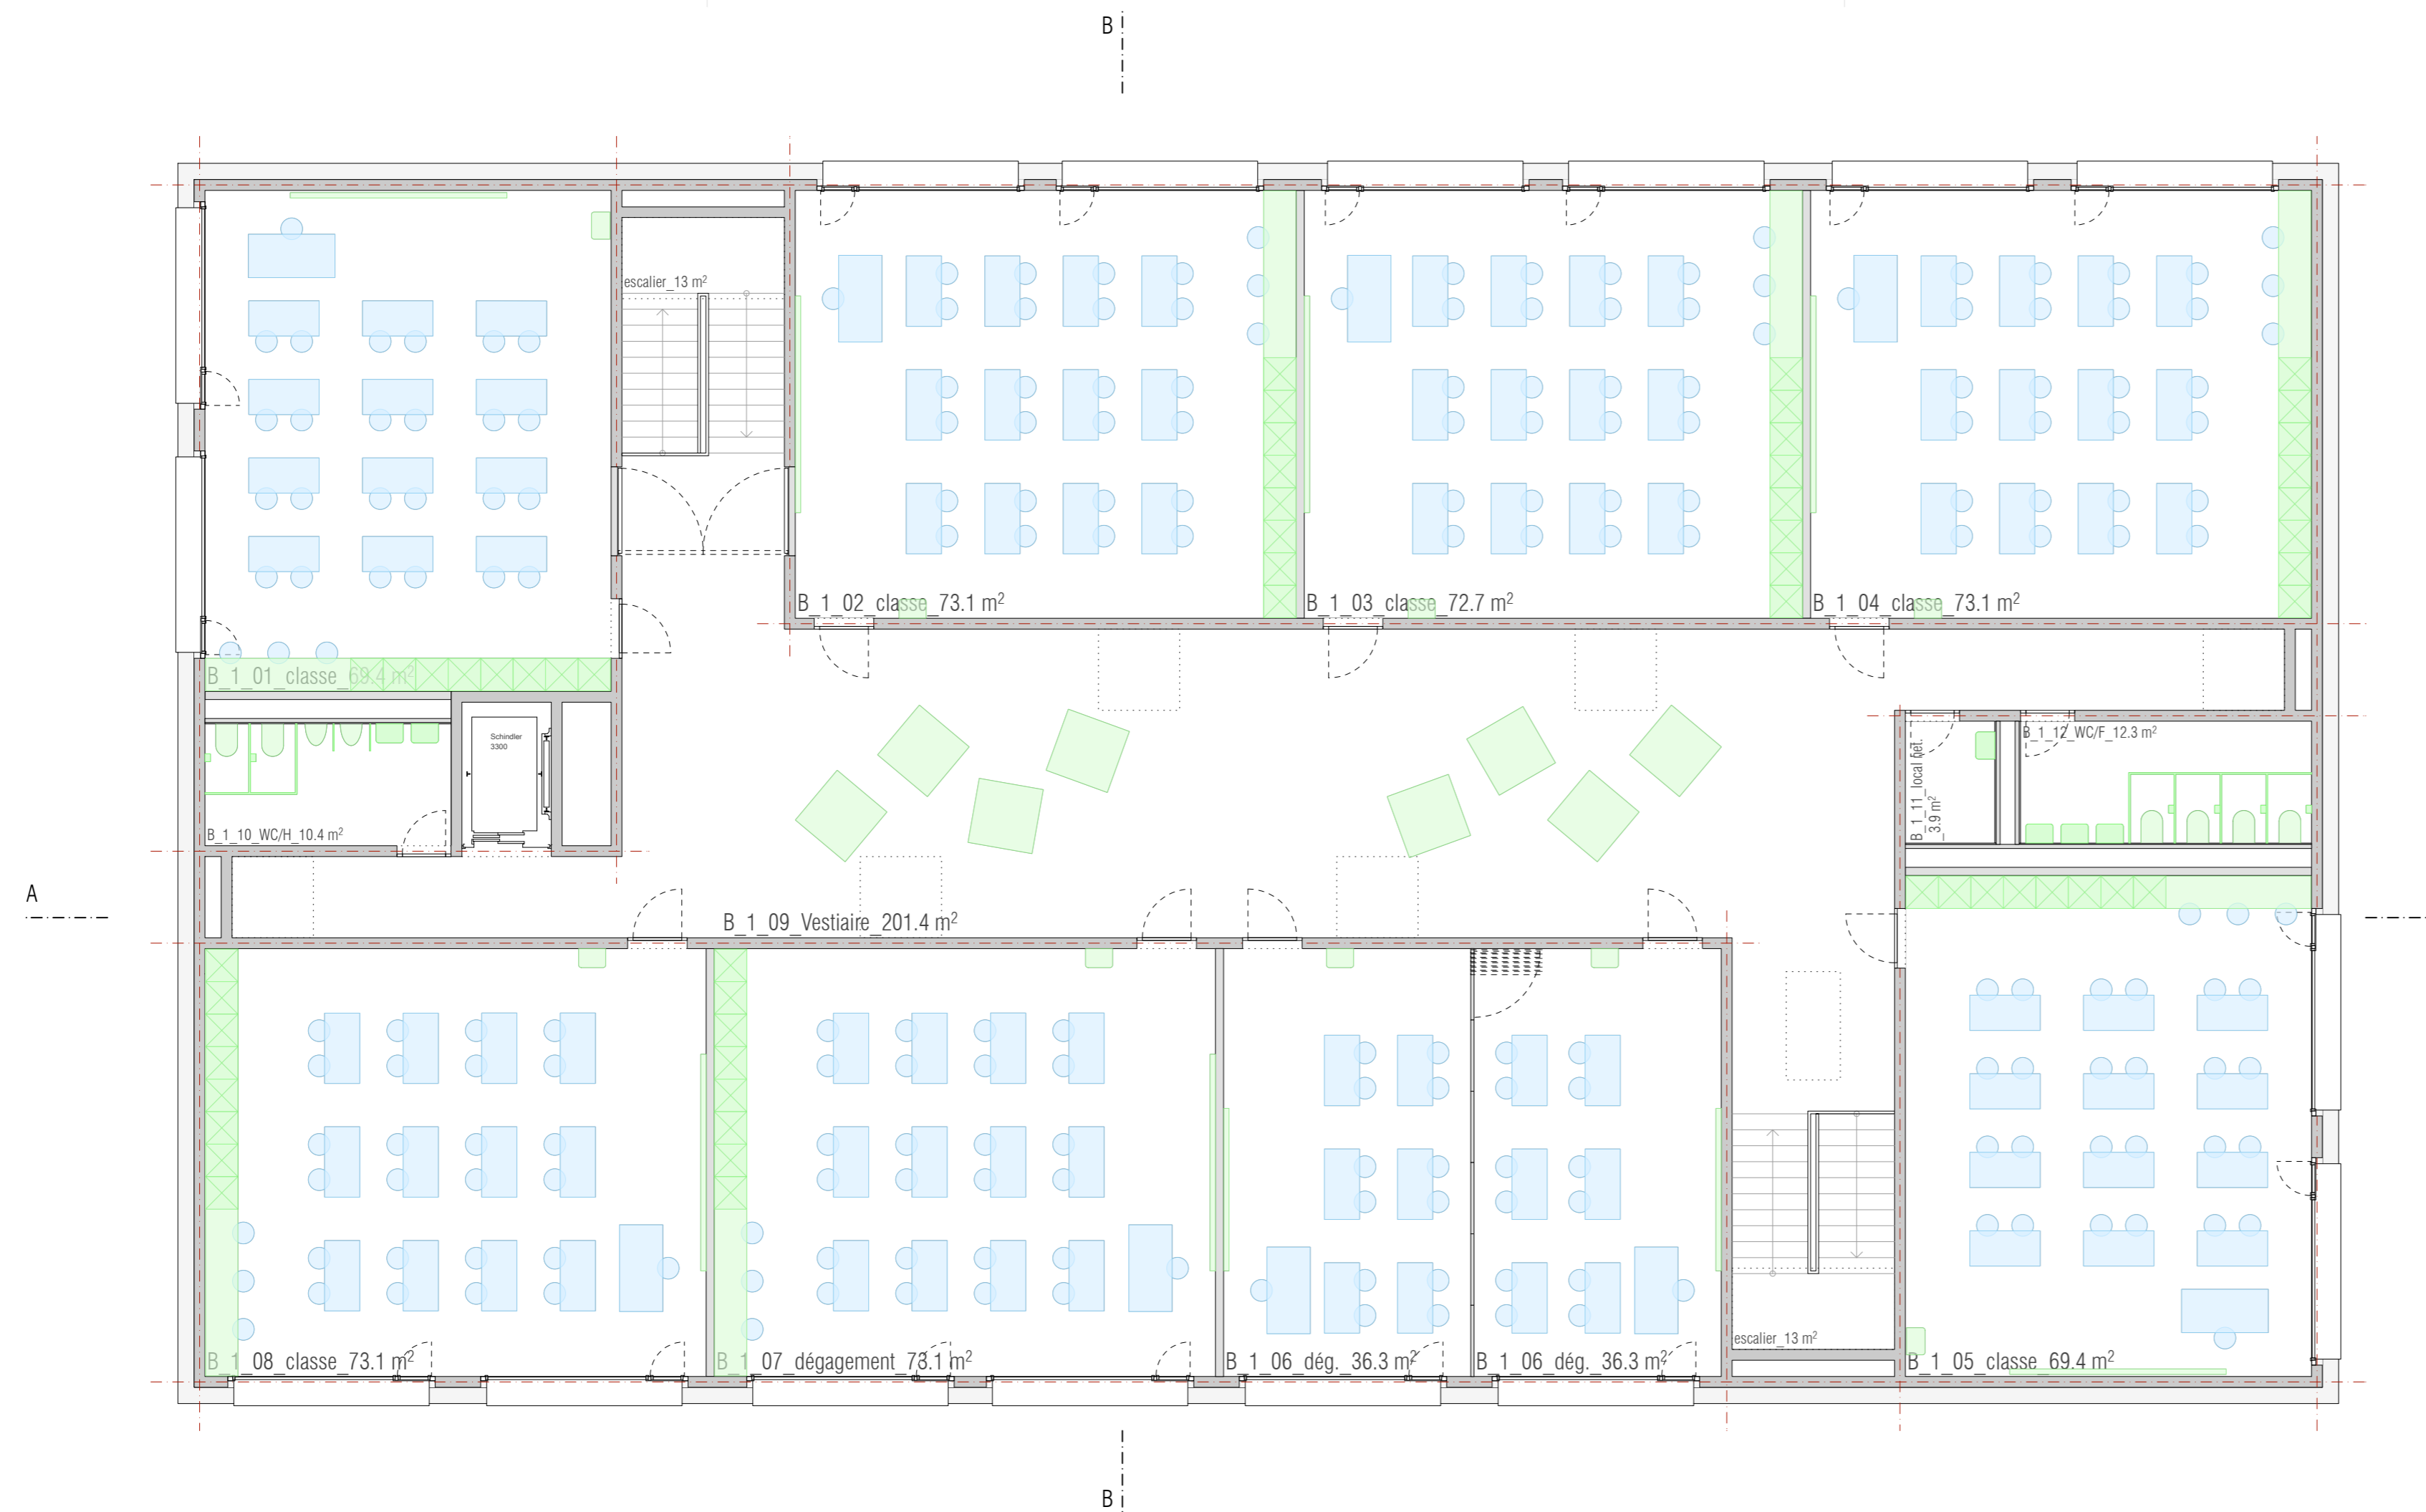 B
escalier_13 m²
B_1_02_classe_73.1 m²
B_1_03_classe_72.7 m²
B_1_04_classe_73.1 m²
B_1_01_classe_69.4 m²
Schindler
3300
B_1_12_WC/F_12.3 m²
B_1_11_local net.
_3.9 m²
B_1_10_WC/H_10.4 m²
A
B_1_09_Vestiaire_201.4 m²
escalier_13 m²
B_1_08_classe_73.1 m²
B_1_07_dégagement_73.1 m²
B_1_06_dég._36.3 m²
B_1_06_dég._36.3 m²
B_1_05_classe_69.4 m²
B